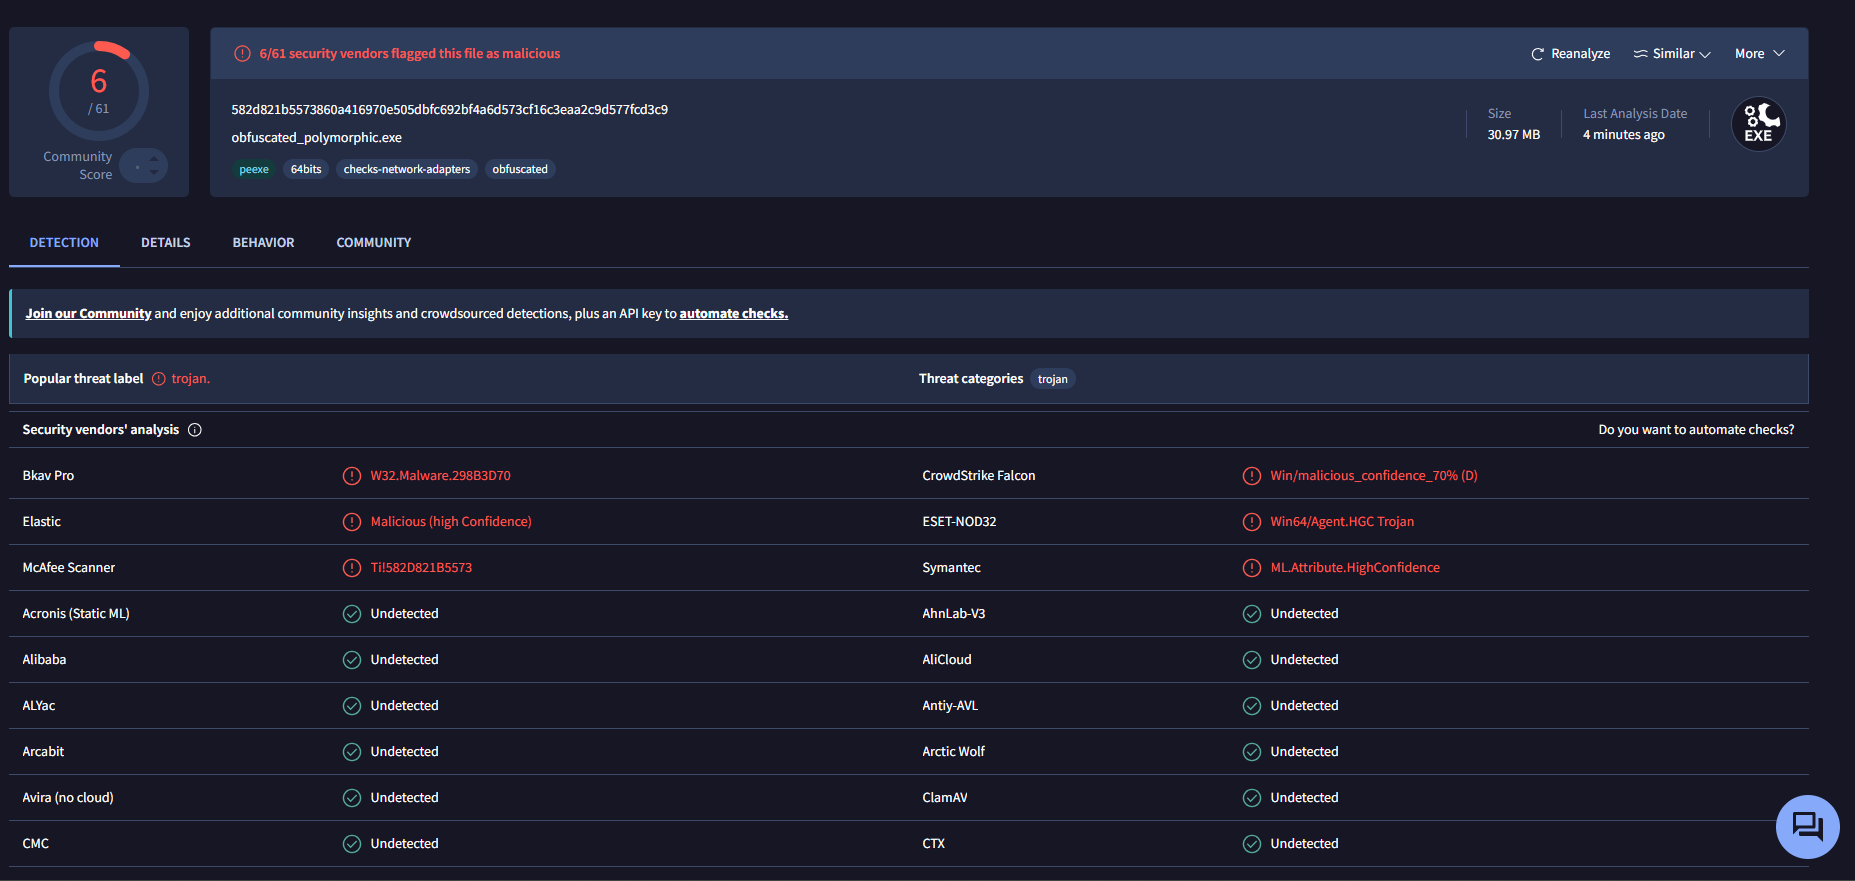 6
/ 61
Community
Score
6/61 security vendors flagged this file as malicious
Reanalyze
Similar
More
582d821b5573860a416970e505dbfc692bf4a6d573cf16c3eaa2c9d577fcd3c9
obfuscated_polymorphic.exe
peexe
64bits
checks-network-adapters
obfuscated
Size
30.97 MB
Last Analysis Date
4 minutes ago
EXE
DETECTION
DETAILS
BEHAVIOR
COMMUNITY
Join our Community and enjoy additional community insights and crowdsourced detections, plus an API key to automate checks.
Popular threat label trojan.
Threat categories trojan
Security vendors' analysis
Do you want to automate checks?
Bkav Pro W32.Malware.298B3D70
CrowdStrike Falcon Win/malicious_confidence_70% (D)
Elastic Malicious (high Confidence)
ESET-NOD32 Win64/Agent.HGC Trojan
McAfee Scanner Ti!582D821B5573
Symantec ML.Attribute.HighConfidence
Acronis (Static ML) Undetected
AhnLab-V3 Undetected
Alibaba Undetected
AliCloud Undetected
ALYac Undetected
Antiy-AVL Undetected
Arcabit Undetected
Arctic Wolf Undetected
Avira (no cloud) Undetected
ClamAV Undetected
CMC Undetected
CTX Undetected